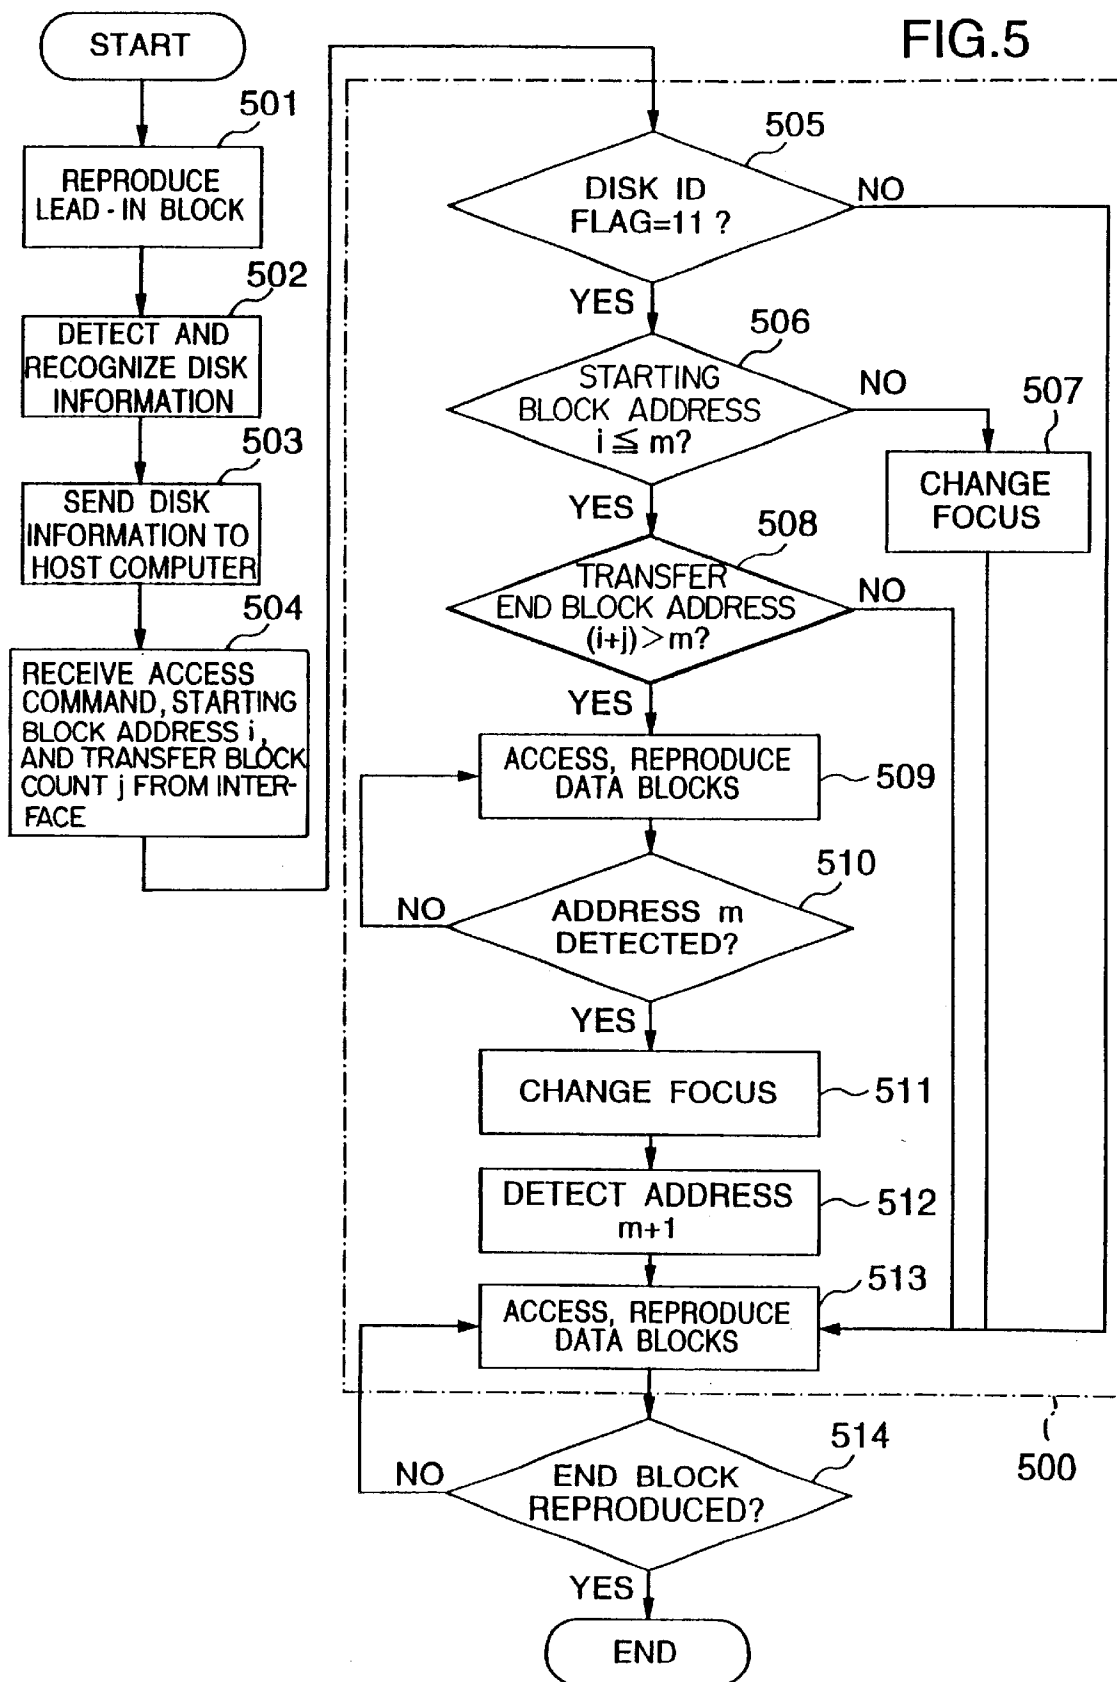 FIG.5
START
501
REPRODUCE
LEAD - IN BLOCK
502
DETECT AND
RECOGNIZE DISK
INFORMATION
503
SEND DISK
INFORMATION TO
HOST COMPUTER
504
RECEIVE ACCESS
COMMAND, STARTING
BLOCK ADDRESS i,
AND TRANSFER BLOCK
COUNT j FROM INTER-
FACE
505
DISK ID
FLAG=11 ?
NO
YES
506
STARTING
BLOCK ADDRESS
i ≦ m?
NO
507
CHANGE
FOCUS
YES
508
TRANSFER
END BLOCK ADDRESS
(i+j) > m?
NO
YES
ACCESS, REPRODUCE
DATA BLOCKS
509
510
ADDRESS m
DETECTED?
NO
YES
CHANGE FOCUS
511
DETECT ADDRESS
m+1
512
513
ACCESS, REPRODUCE
DATA BLOCKS
500
514
END BLOCK
REPRODUCED?
NO
YES
END